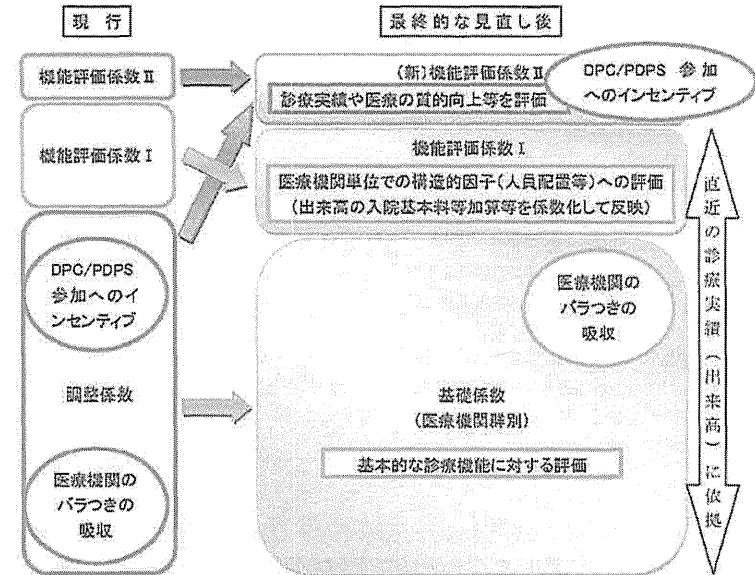 現行
機能評価係数Ⅱ
機能評価係数Ⅰ
DPC/PDPS
参加へのイ
ンセンティブ
調整係数
医療機関の
バラつきの
吸収
最終的な見直し後
(新)機能評価係数Ⅱ
診療実績や医療の質的向上等を評価
DPC/PDPS 参加
へのインセンティブ
機能評価係数Ⅰ
医療機関単位での構造的因子(人員配置等)への評価
(出来高の入院基本料等加算等を係数化して反映)
医療機関の
バラつきの
吸収
基礎係数
(医療機関群別)
基本的な診療機能に対する評価
直近の診療実績(出来高)に依拠